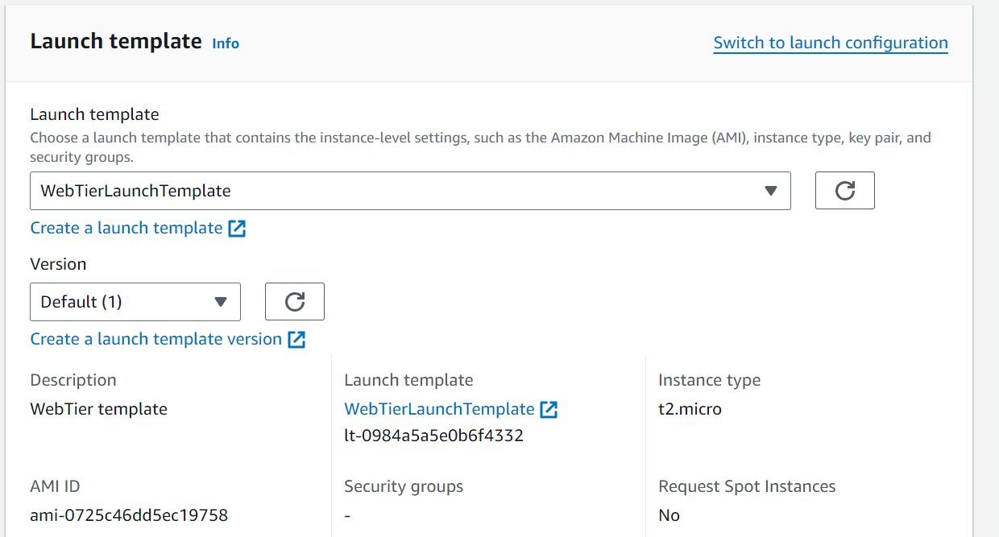 Launch template Info
Switch to launch configuration
Launch template
Choose a launch template that contains the instance-level settings, such as the Amazon Machine Image (AMI), instance type, key pair, and
security groups.
WebTierLaunchTemplate
Create a launch template
Version
Default (1)
Create a launch template version
Description
WebTier template
Launch template
WebTierLaunchTemplate
lt-0984a5a5e0b6f4332
Instance type
t2.micro
AMI ID
ami-0725c46dd5ec19758
Security groups
-
Request Spot Instances
No